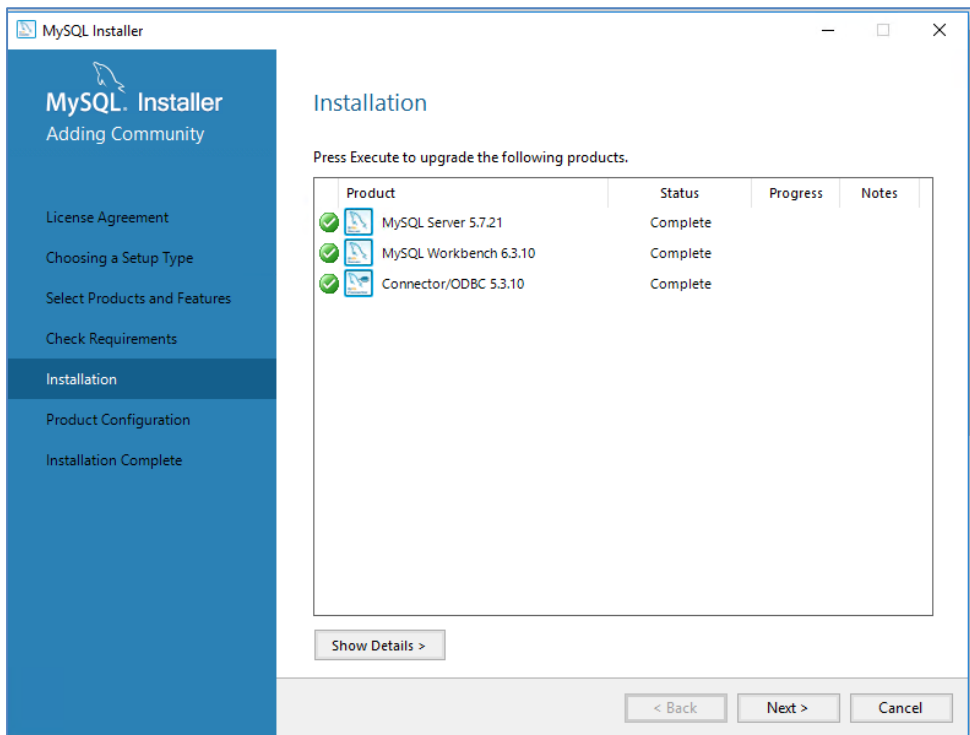 MySQL Installer
MySQL. Installer
Adding Community
License Agreement
Choosing a Setup Type
Select Products and Features
Check Requirements
Installation
Product Configuration
Installation Complete
Installation
Press Execute to upgrade the following products.
Product Status Progress Notes
MySQL Server 5.7.21 Complete
MySQL Workbench 6.3.10 Complete
Connector/ODBC 5.3.10 Complete
Show Details >
< Back Next > Cancel